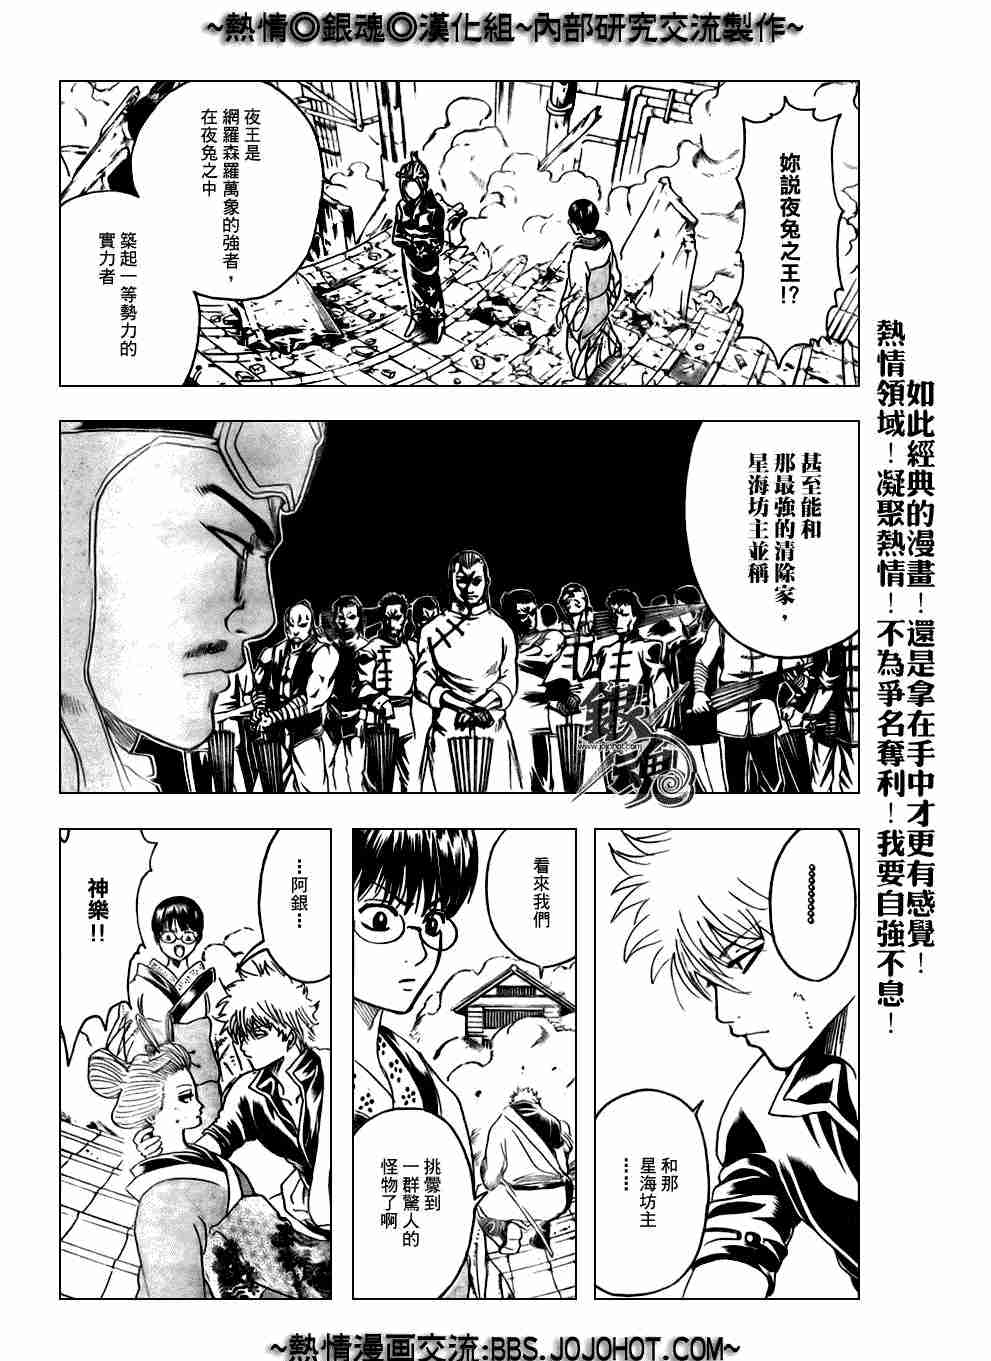 ~熱情◎銀魂◎漢化組~內部研究交流製作~
妳説夜兔之王!?
夜王是
網羅森羅萬象的強者，
在夜兔之中
築起一等勢力的
實力者
甚至能和
那最強的清除家，
星海坊主並稱
銀魂
www.jojohot.com
………
和那
星海坊主
……
看來我們
挑釁到
一群驚人的
怪物了啊
…阿銀…
神樂!!
如此經典的漫畫！還是拿在手中才更有感覺！
熱情領域！凝聚熱情！不為爭名奪利！我要自強不息！
~熱情漫画交流:BBS.JOJOHOT.COM~